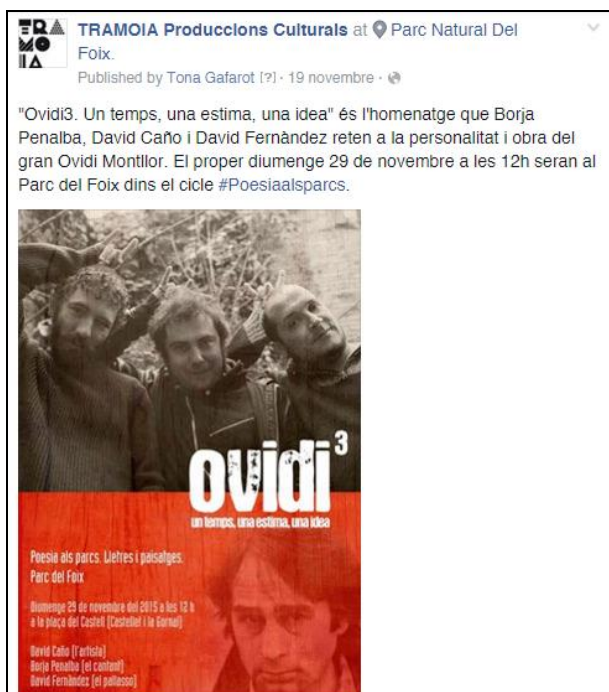 TRAMOIA
TRAMOIA Produccions Culturals at Parc Natural Del
Foix.
Published by Tona Gafarot [?] · 19 novembre ·
"Ovidi3. Un temps, una estima, una idea" és l'homenatge que Borja
Penalba, David Caño i David Fernàndez reten a la personalitat i obra del
gran Ovidi Montllor. El proper diumenge 29 de novembre a les 12h seran al
Parc del Foix dins el cicle #Poesiaalsparcs.
ovidi3
un temps, una estima, una idea
Poesia als parcs. Lletres i paisatges.
Parc del Foix
Diumenge 29 de novembre del 2015 a les 12 h
a la plaça del Castell (Castellet i la Gornal)
David Caño (l'artista)
Borja Penalba (el cantant)
David Fernàndez (el pallasso)